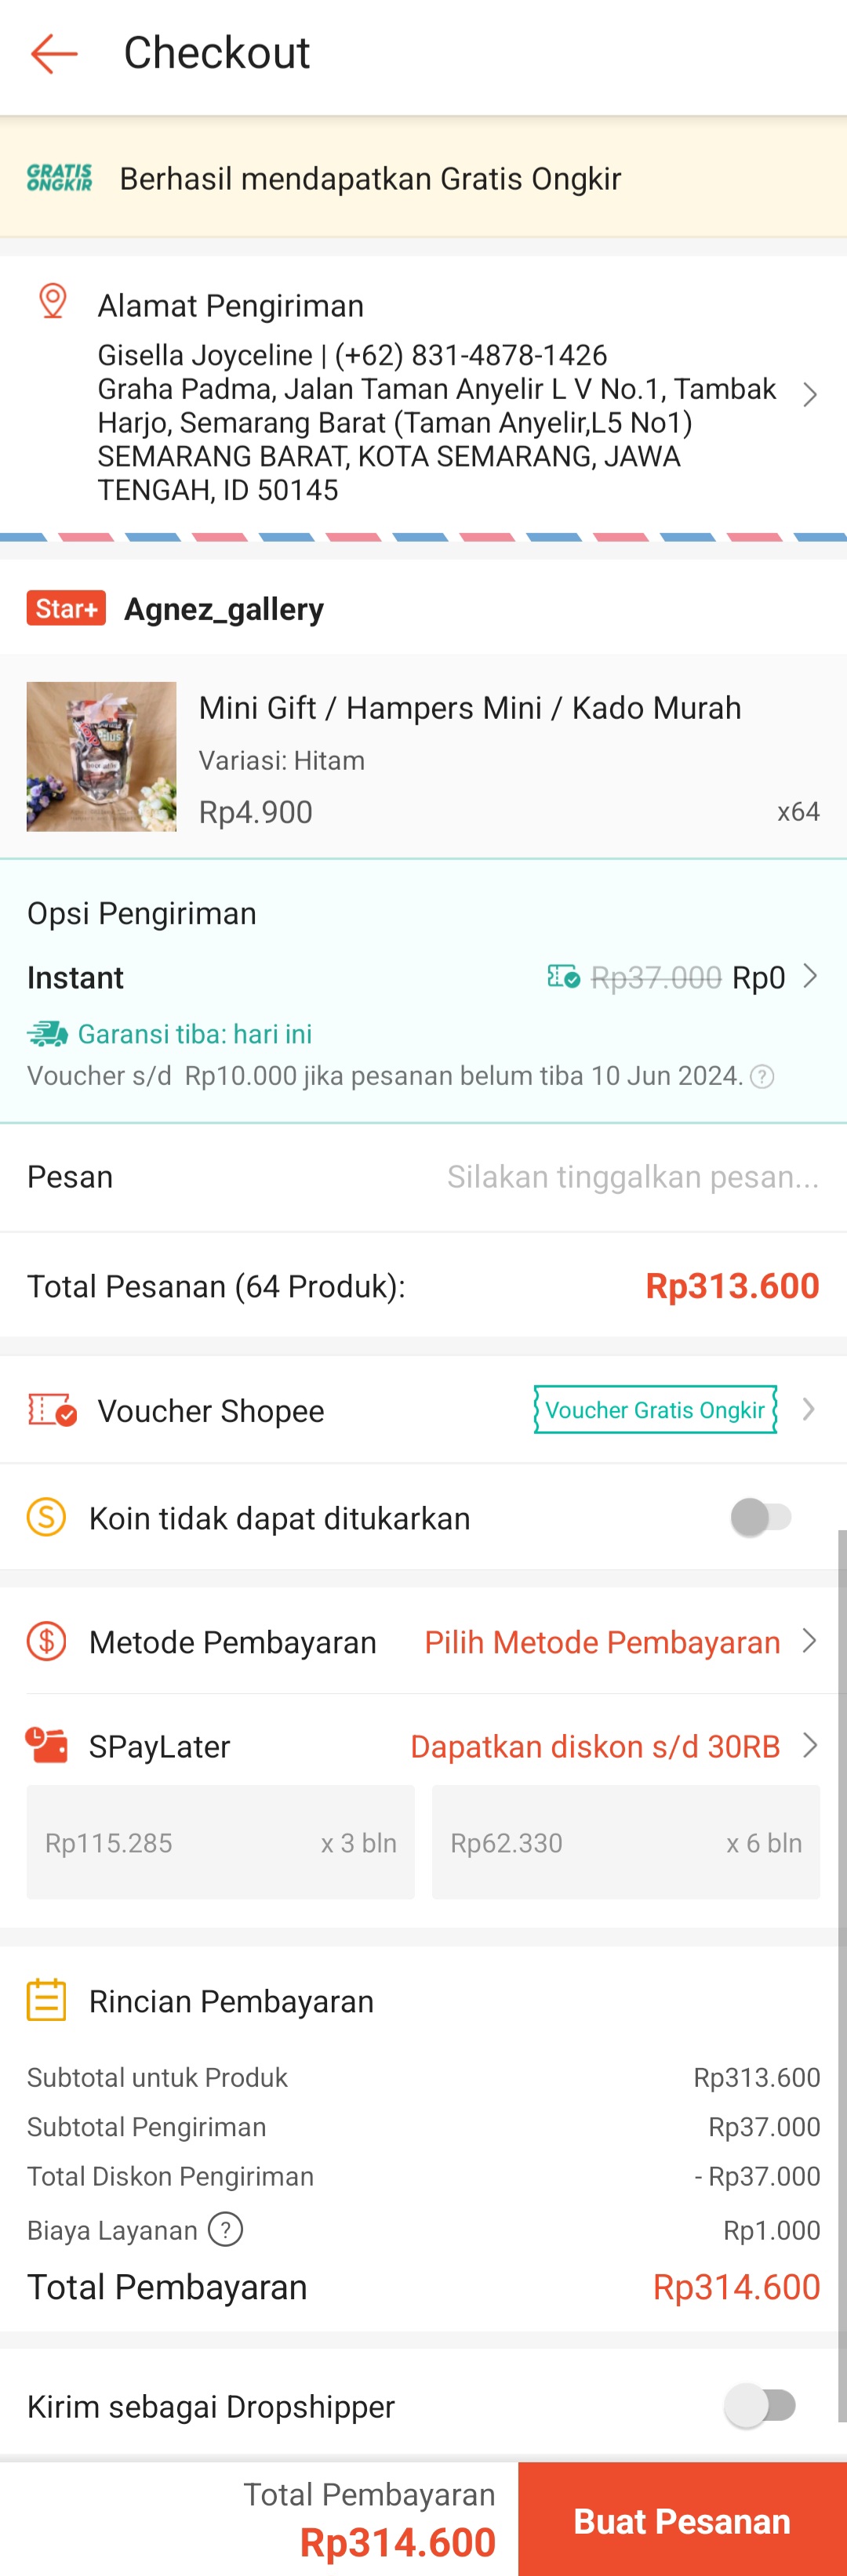 Checkout
GRATIS
ONGKIR
Berhasil mendapatkan Gratis Ongkir
Alamat Pengiriman
Gisella Joyceline | (+62) 831-4878-1426
Graha Padma, Jalan Taman Anyelir L V No.1, Tambak
Harjo, Semarang Barat (Taman Anyelir,L5 No1)
SEMARANG BARAT, KOTA SEMARANG, JAWA
TENGAH, ID 50145
Star+ Agnez_gallery
Mini Gift / Hampers Mini / Kado Murah
Variasi: Hitam
Rp4.900 x64
Opsi Pengiriman
Instant Rp37.000 Rp0
Garansi tiba: hari ini
Voucher s/d Rp10.000 jika pesanan belum tiba 10 Jun 2024. ?
Pesan Silakan tinggalkan pesan...
Total Pesanan (64 Produk): Rp313.600
Voucher Shopee Voucher Gratis Ongkir
Koin tidak dapat ditukarkan
Metode Pembayaran Pilih Metode Pembayaran
SPayLater Dapatkan diskon s/d 30RB
Rp115.285 x 3 bln Rp62.330 x 6 bln
Rincian Pembayaran
Subtotal untuk Produk Rp313.600
Subtotal Pengiriman Rp37.000
Total Diskon Pengiriman - Rp37.000
Biaya Layanan ? Rp1.000
Total Pembayaran Rp314.600
Kirim sebagai Dropshipper
Total Pembayaran
Rp314.600
Buat Pesanan